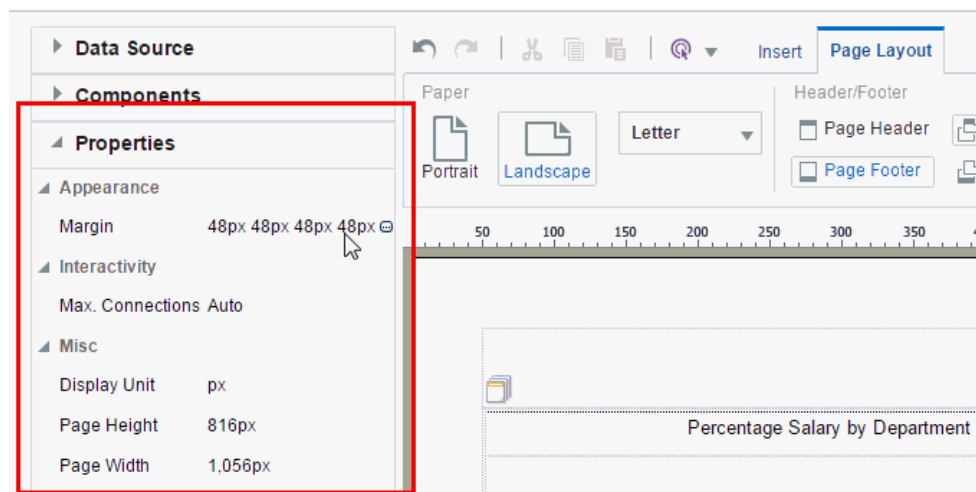 Data Source
Components
Properties
Appearance
Margin 48px 48px 48px 48px
Interactivity
Max. Connections Auto
Misc
Display Unit px
Page Height 816px
Page Width 1,056px
Insert Page Layout
Paper
Portrait
Landscape
Letter
Header/Footer
Page Header
Page Footer
50 100 150 200 250 300 350
Percentage Salary by Department